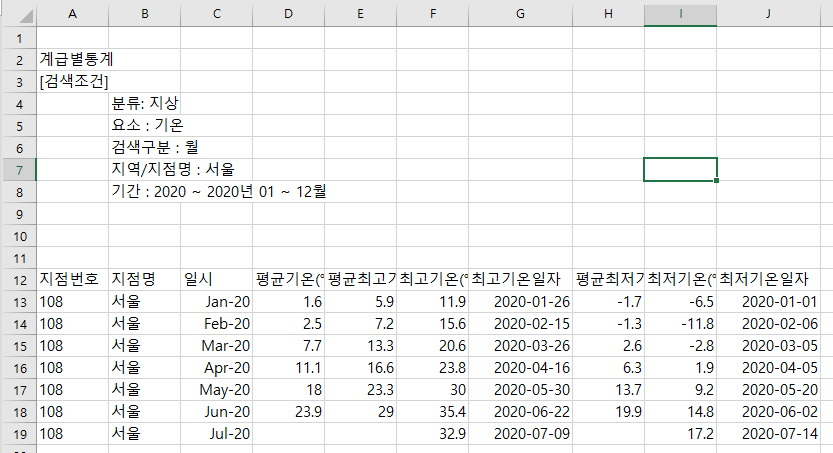 A B C D E F G H I J
1
2 계급별통계
3 [검색조건]
4 분류: 지상
5 요소 : 기온
6 검색구분 : 월
7 지역/지점명 : 서울
8 기간 : 2020 ~ 2020년 01 ~ 12월
9
10
11
12 지점번호 지점명 일시 평균기온(° 평균최고기 최고기온(° 최고기온일자 평균최저기 최저기온(° 최저기온일자
13 108 서울 Jan-20 1.6 5.9 11.9 2020-01-26 -1.7 -6.5 2020-01-01
14 108 서울 Feb-20 2.5 7.2 15.6 2020-02-15 -1.3 -11.8 2020-02-06
15 108 서울 Mar-20 7.7 13.3 20.6 2020-03-26 2.6 -2.8 2020-03-05
16 108 서울 Apr-20 11.1 16.6 23.8 2020-04-16 6.3 1.9 2020-04-05
17 108 서울 May-20 18 23.3 30 2020-05-30 13.7 9.2 2020-05-20
18 108 서울 Jun-20 23.9 29 35.4 2020-06-22 19.9 14.8 2020-06-02
19 108 서울 Jul-20 32.9 2020-07-09 17.2 2020-07-14